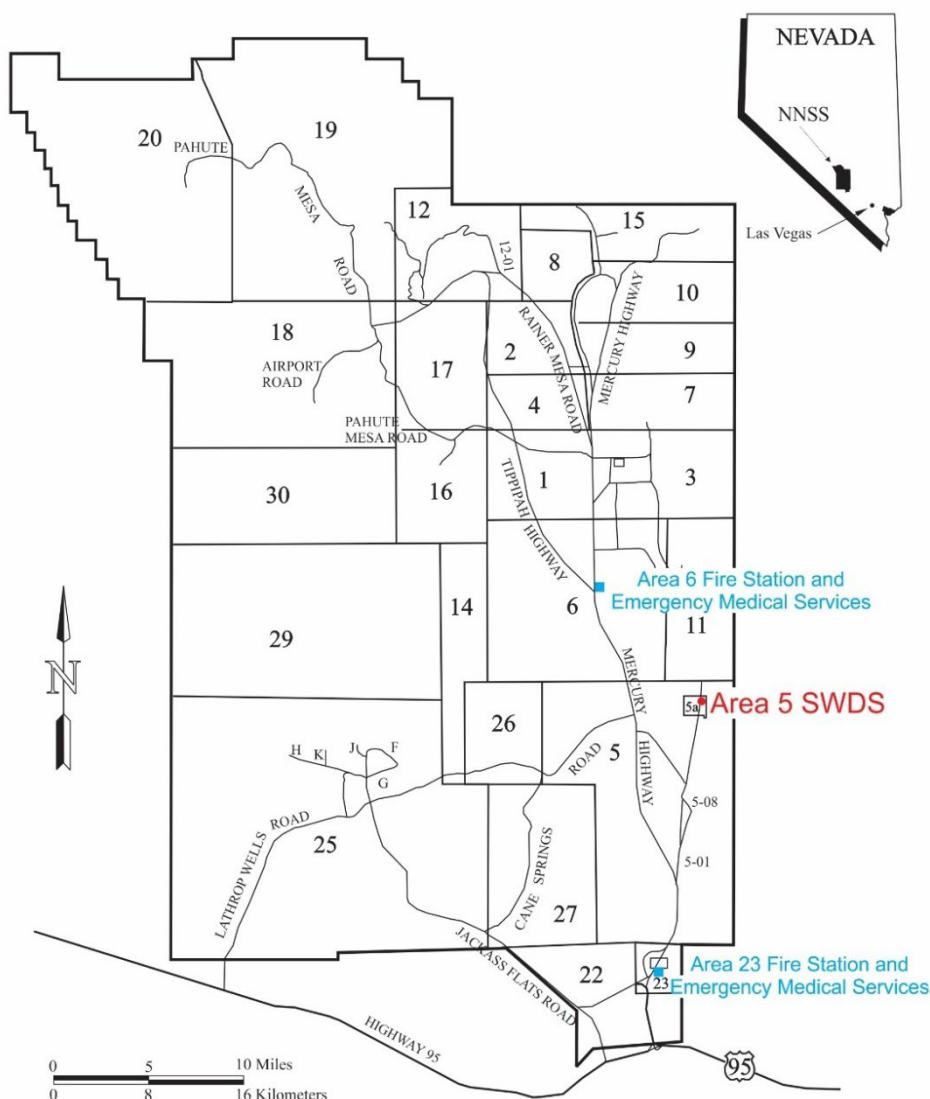 NEVADA
NNSS
Las Vegas
20
19
PAHUTE
MESA
ROAD
12
12-01
15
8
10
18
AIRPORT
ROAD
17
2
RAINER MESA ROAD
MERCURY HIGHWAY
9
7
4
PAHUTE
MESA ROAD
30
16
TIPPIPAH HIGHWAY
1
3
Area 6 Fire Station and
Emergency Medical Services
14
6
11
29
N
MERCURY
HIGHWAY
5a
Area 5 SWDS
26
5
ROAD
H
K
J
F
G
5-08
5-01
LATHROP WELLS
ROAD
25
CANE SPRINGS
27
JACKASS FLATS ROAD
22
23
Area 23 Fire Station and
Emergency Medical Services
HIGHWAY 95
95
0 5 10 Miles
0 8 16 Kilometers